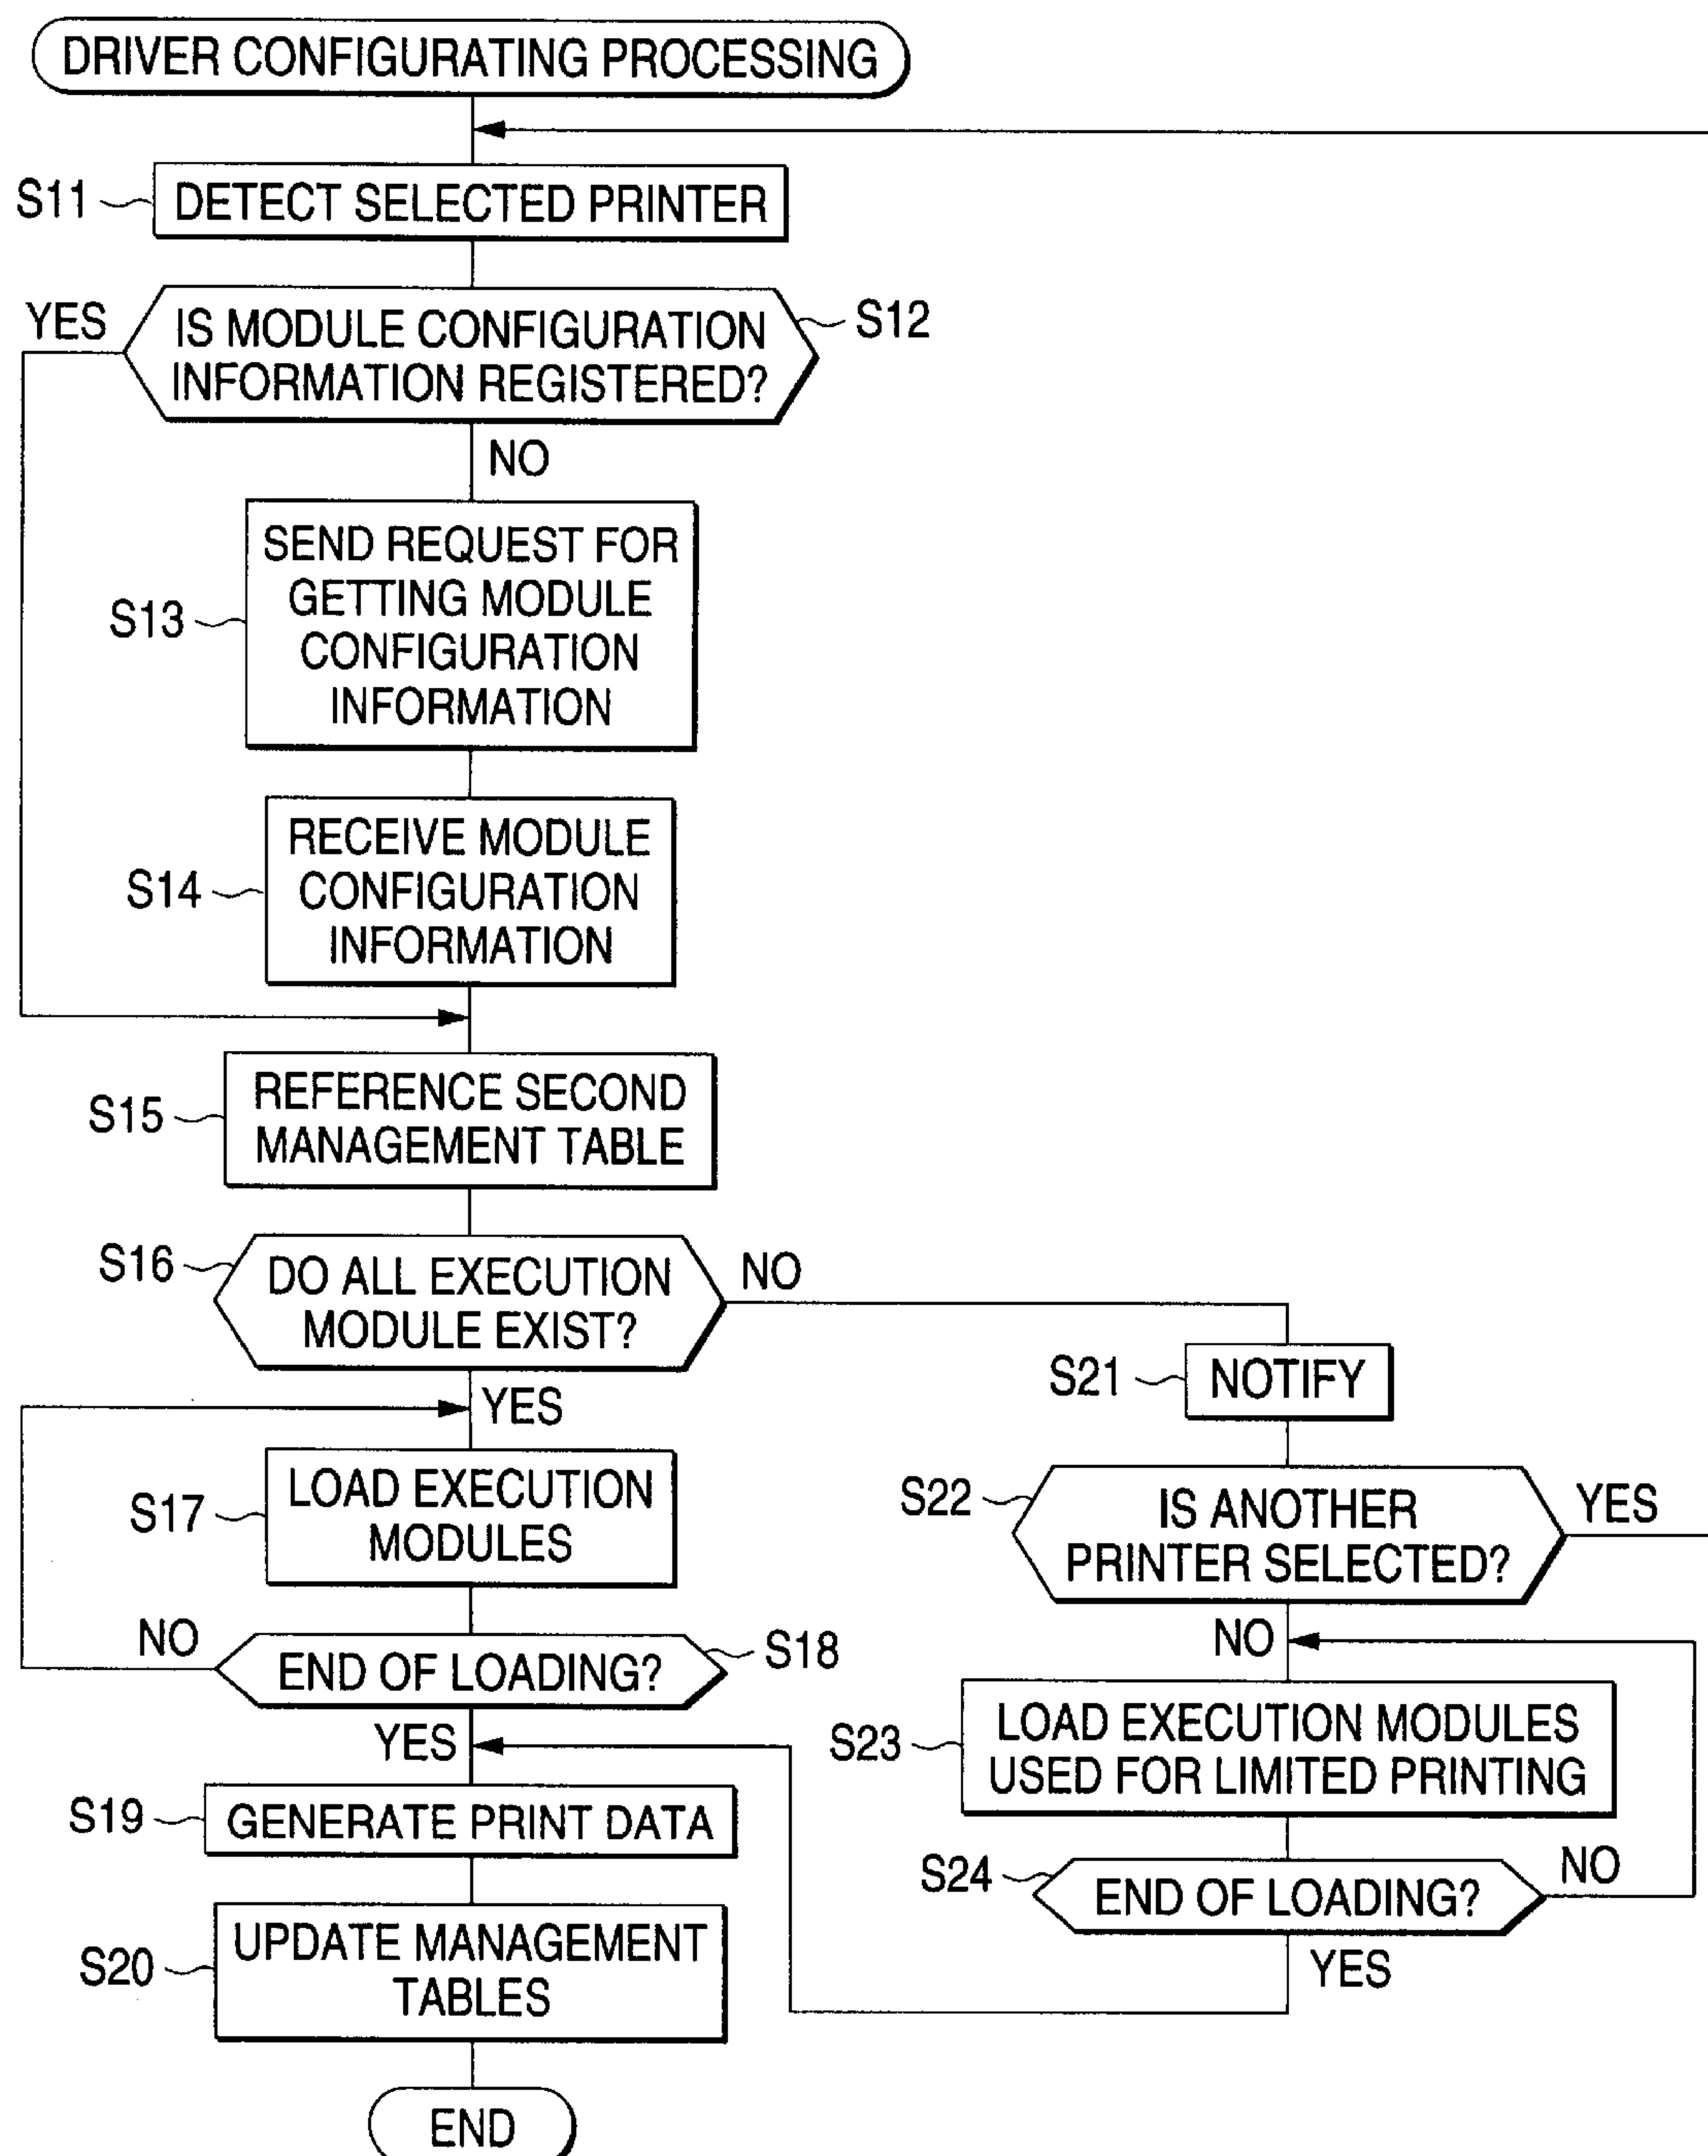 DRIVER CONFIGURATING PROCESSING
S11
DETECT SELECTED PRINTER
YES
IS MODULE CONFIGURATION
INFORMATION REGISTERED?
S12
NO
S13
SEND REQUEST FOR
GETTING MODULE
CONFIGURATION
INFORMATION
S14
RECEIVE MODULE
CONFIGURATION
INFORMATION
S15
REFERENCE SECOND
MANAGEMENT TABLE
S16
DO ALL EXECUTION
MODULE EXIST?
NO
YES
S17
LOAD EXECUTION
MODULES
NO
END OF LOADING?
S18
YES
S19
GENERATE PRINT DATA
S20
UPDATE MANAGEMENT
TABLES
END
S21
NOTIFY
S22
IS ANOTHER
PRINTER SELECTED?
YES
NO
S23
LOAD EXECUTION MODULES
USED FOR LIMITED PRINTING
S24
END OF LOADING?
NO
YES